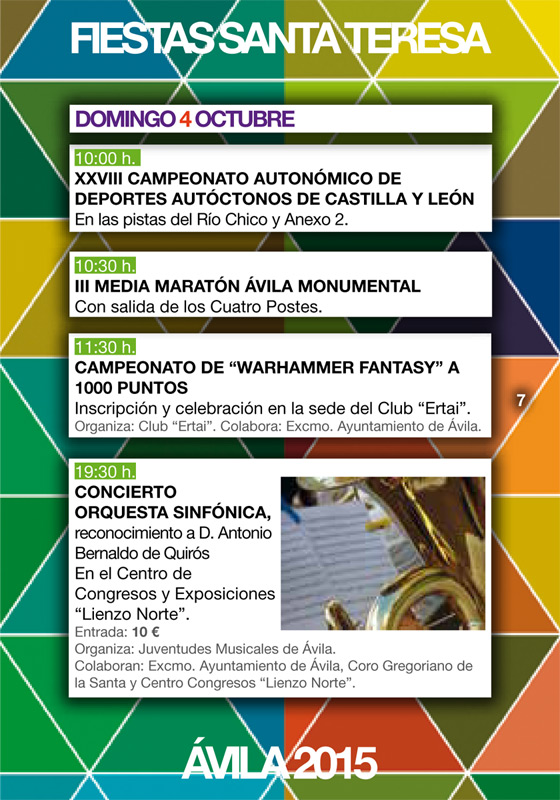 FIESTAS SANTA TERESA
DOMINGO 4 OCTUBRE
10:00 h.
XXVIII CAMPEONATO AUTONÓMICO DE
DEPORTES AUTÓCTONOS DE CASTILLA Y LEÓN
En las pistas del Río Chico y Anexo 2.
10:30 h.
III MEDIA MARATÓN ÁVILA MONUMENTAL
Con salida de los Cuatro Postes.
11:30 h.
CAMPEONATO DE “WARHAMMER FANTASY” A
1000 PUNTOS
Inscripción y celebración en la sede del Club “Ertai”.
Organiza: Club “Ertai”. Colabora: Excmo. Ayuntamiento de Ávila.
7
19:30 h.
CONCIERTO
ORQUESTA SINFÓNICA,
reconocimiento a D. Antonio
Bernaldo de Quirós
En el Centro de
Congresos y Exposiciones
“Lienzo Norte”.
Entrada: 10 €
Organiza: Juventudes Musicales de Ávila.
Colaboran: Excmo. Ayuntamiento de Ávila, Coro Gregoriano de
la Santa y Centro Congresos “Lienzo Norte”.
ÁVILA 2015